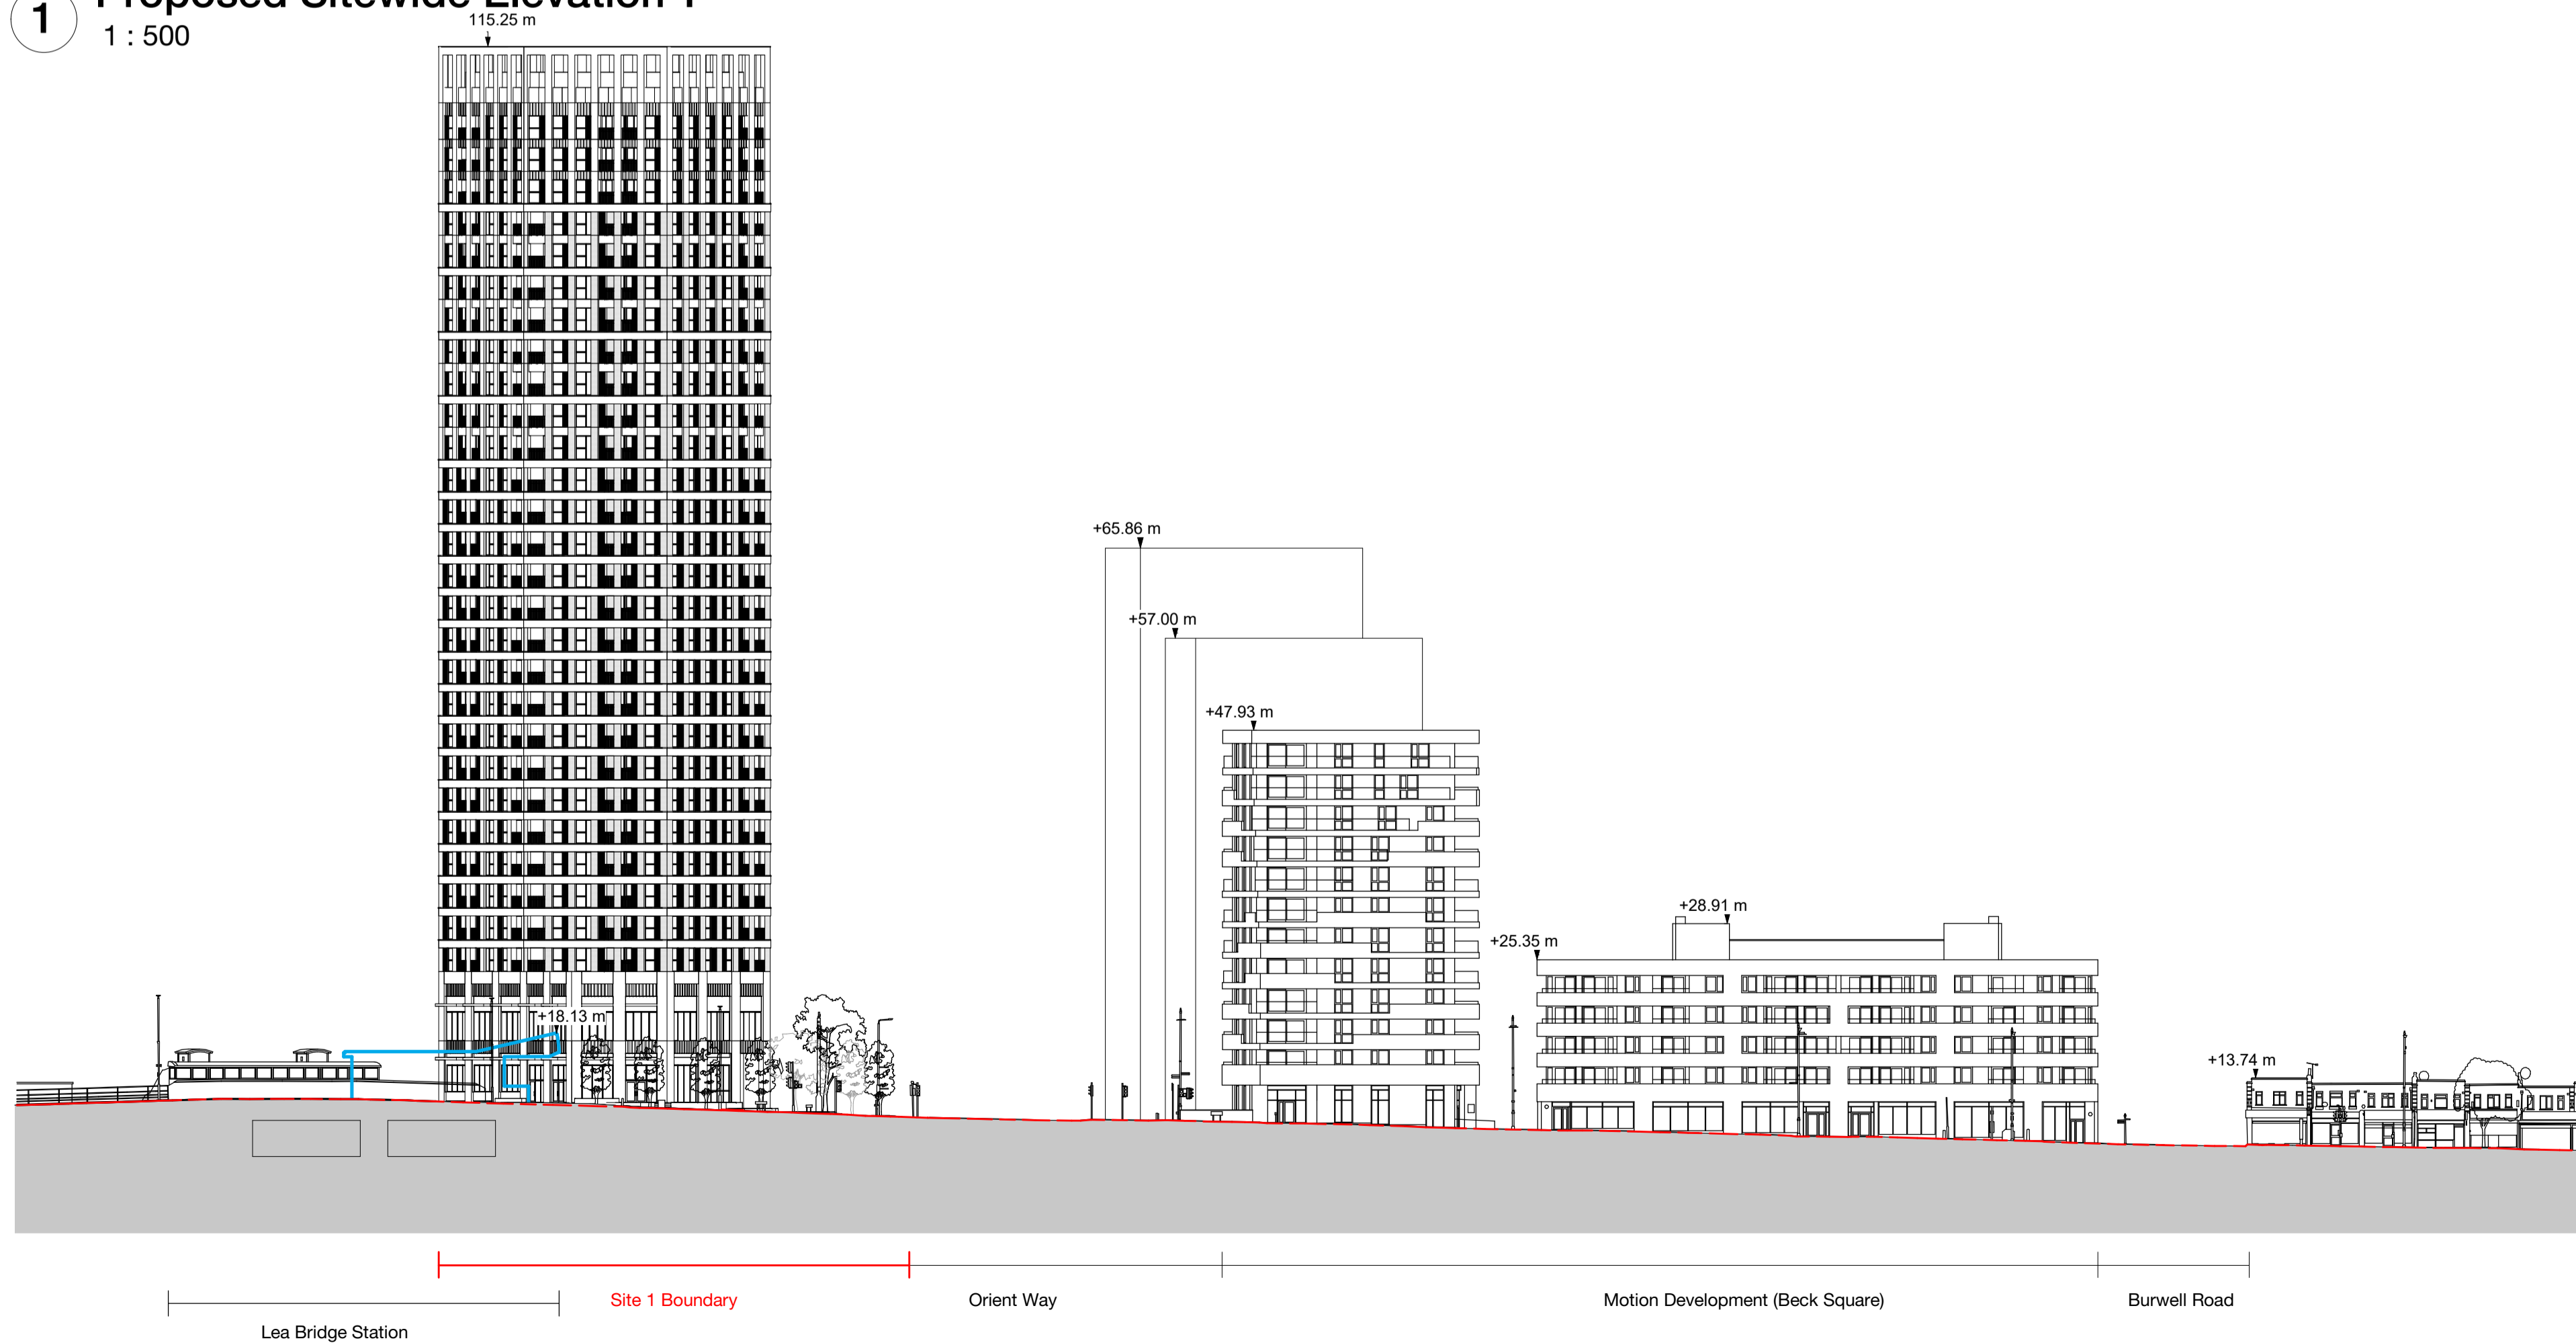 1
Proposed Sitewide Elevation 1
1 : 500
115.25 m
+65.86 m
+57.00 m
+47.93 m
+28.91 m
+25.35 m
+18.13 m
+13.74 m
Site 1 Boundary
Orient Way
Motion Development (Beck Square)
Burwell Road
Lea Bridge Station